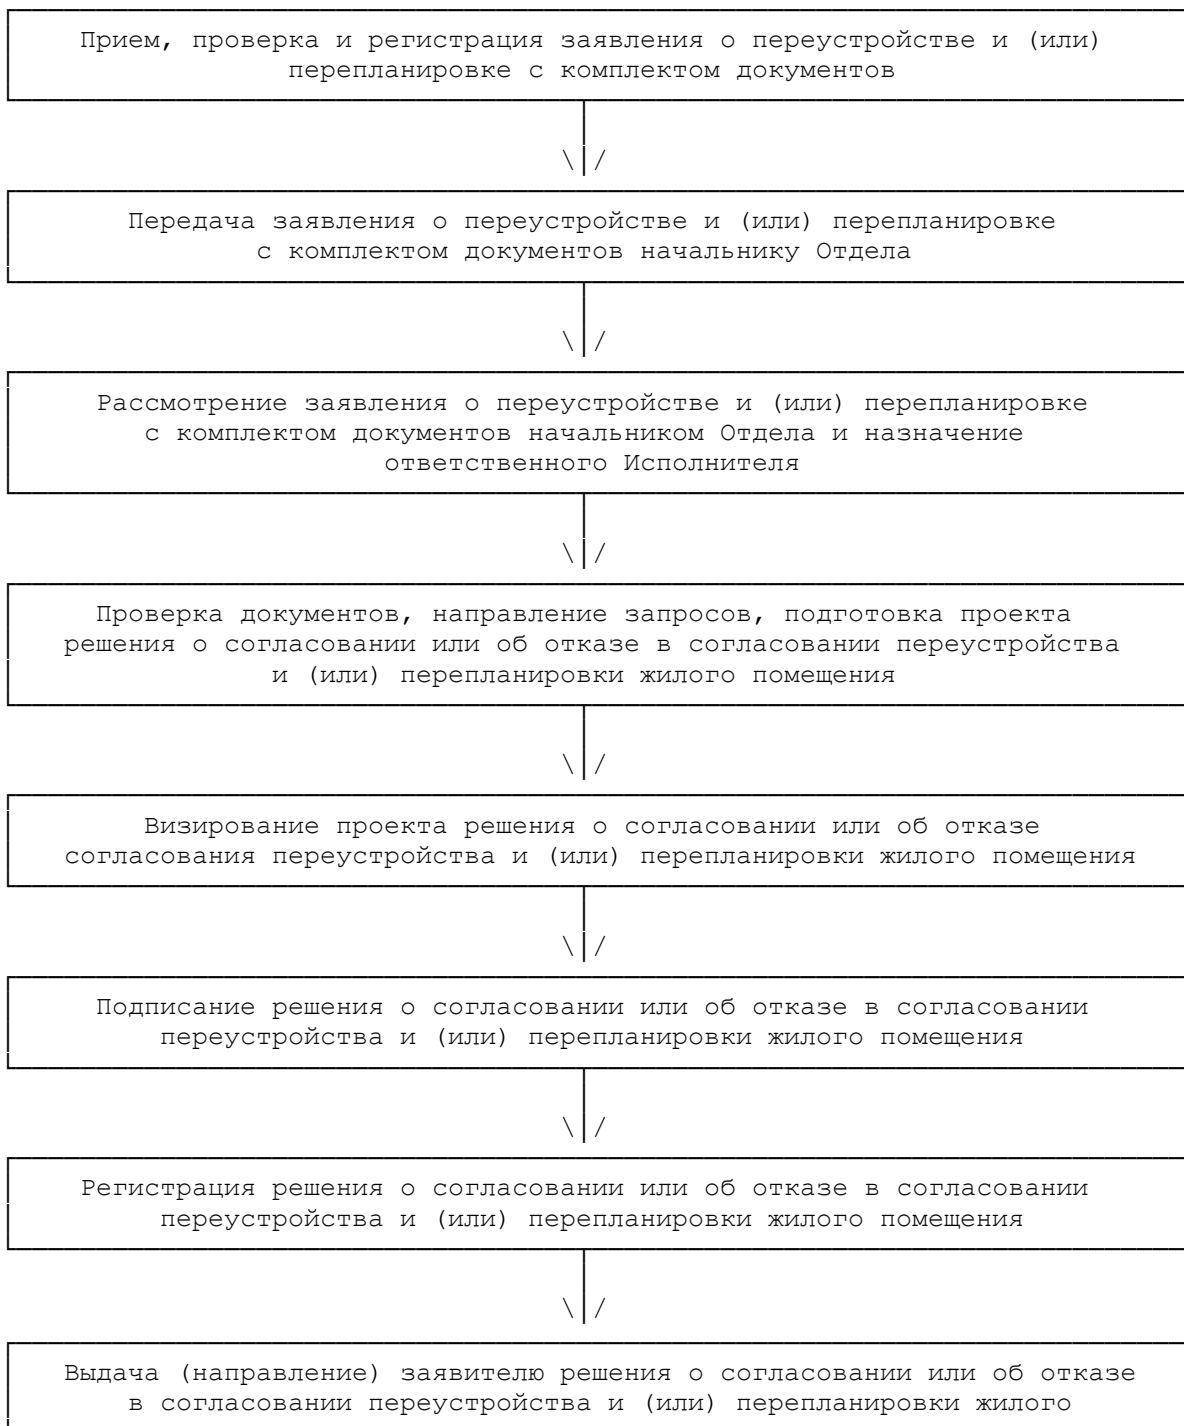 Прием, проверка и регистрация заявления о переустройстве и (или)
перепланировке с комплектом документов
Передача заявления о переустройстве и (или) перепланировке
с комплектом документов начальнику Отдела
Рассмотрение заявления о переустройстве и (или) перепланировке
с комплектом документов начальником Отдела и назначение
ответственного Исполнителя
Проверка документов, направление запросов, подготовка проекта
решения о согласовании или об отказе в согласовании переустройства
и (или) перепланировки жилого помещения
Визирование проекта решения о согласовании или об отказе
согласования переустройства и (или) перепланировки жилого помещения
Подписание решения о согласовании или об отказе в согласовании
переустройства и (или) перепланировки жилого помещения
Регистрация решения о согласовании или об отказе в согласовании
переустройства и (или) перепланировки жилого помещения
Выдача (направление) заявителю решения о согласовании или об отказе
в согласовании переустройства и (или) перепланировки жилого